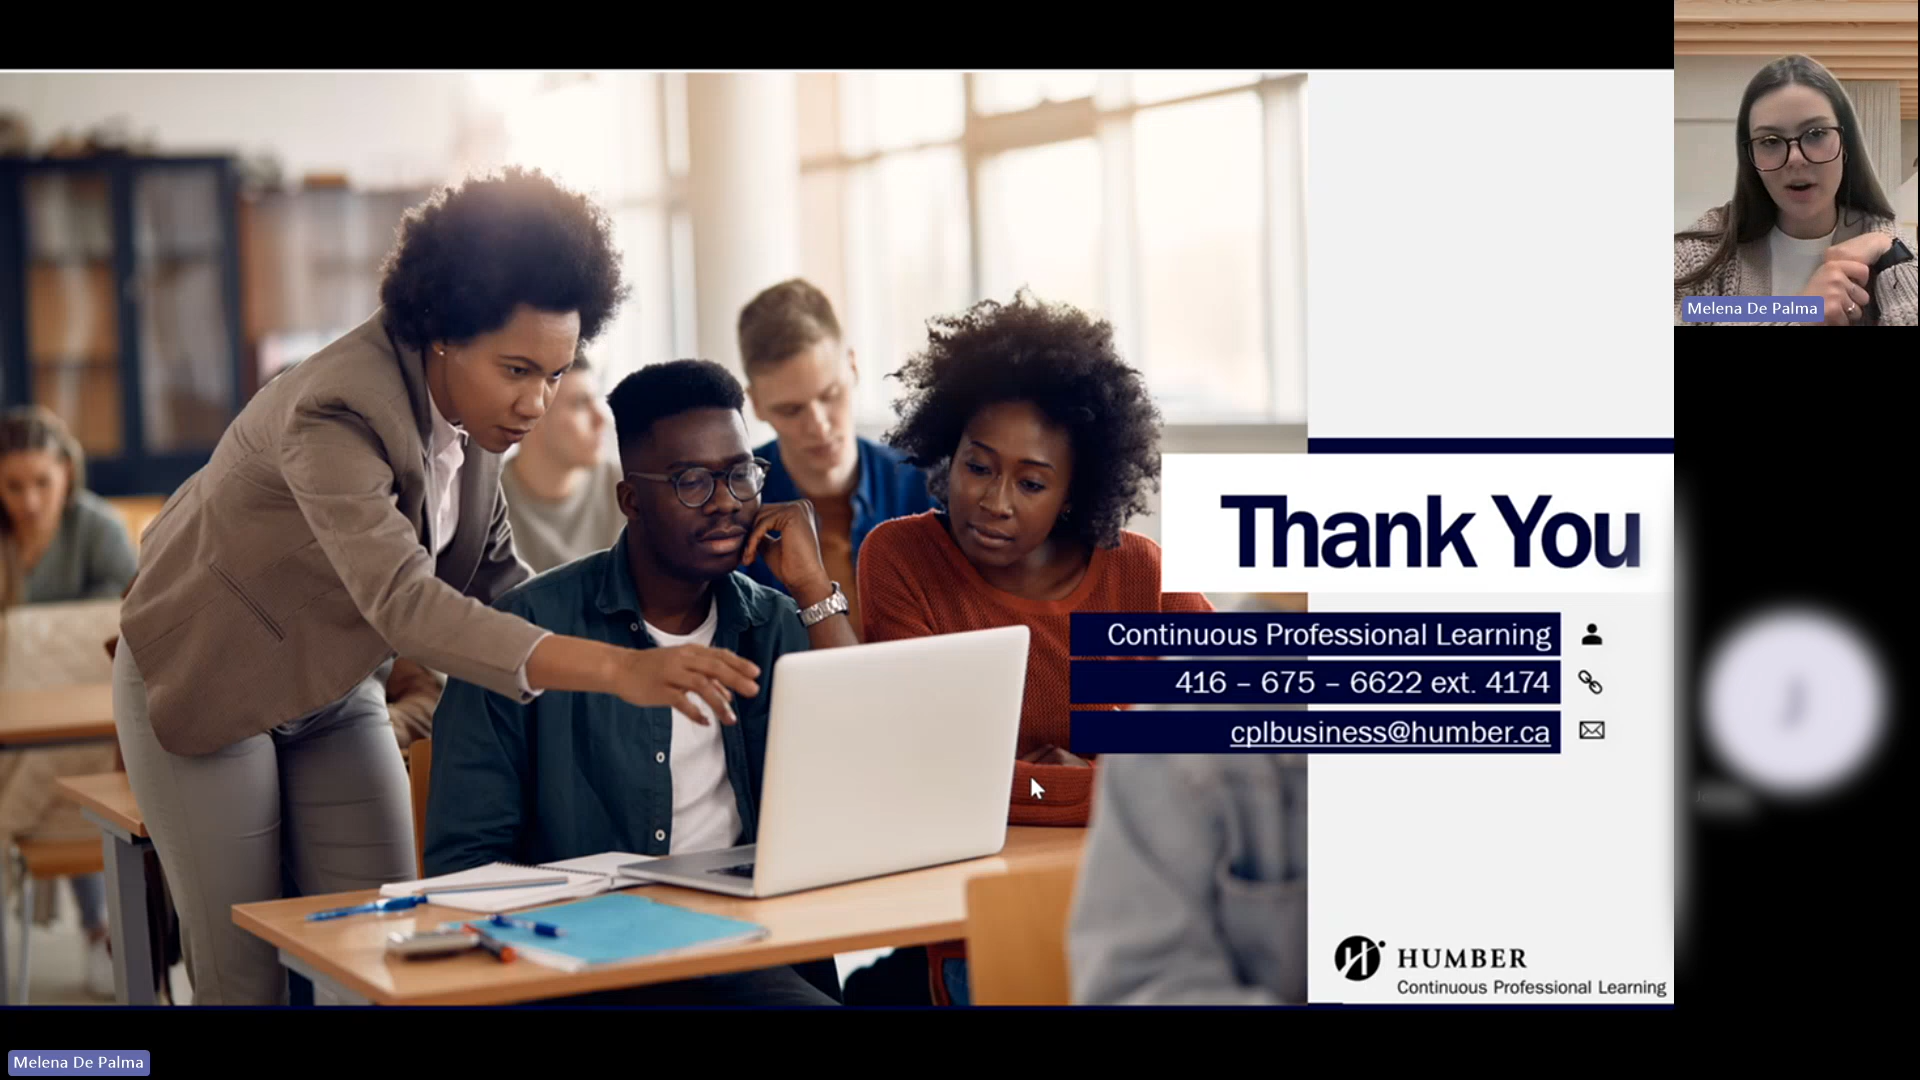 Melena De Palma
Thank You
Continuous Professional Learning
416 – 675 – 6622 ext. 4174
cplbusiness@humber.ca
HUMBER
Continuous Professional Learning
Melena De Palma